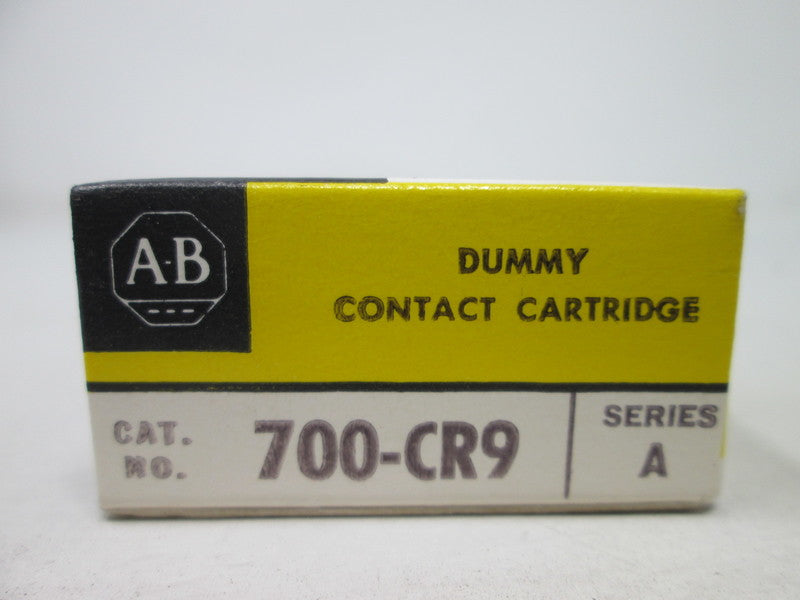 A-B
DUMMY
CONTACT CARTRIDGE
CAT.
NO.
700-CR9
SERIES
A